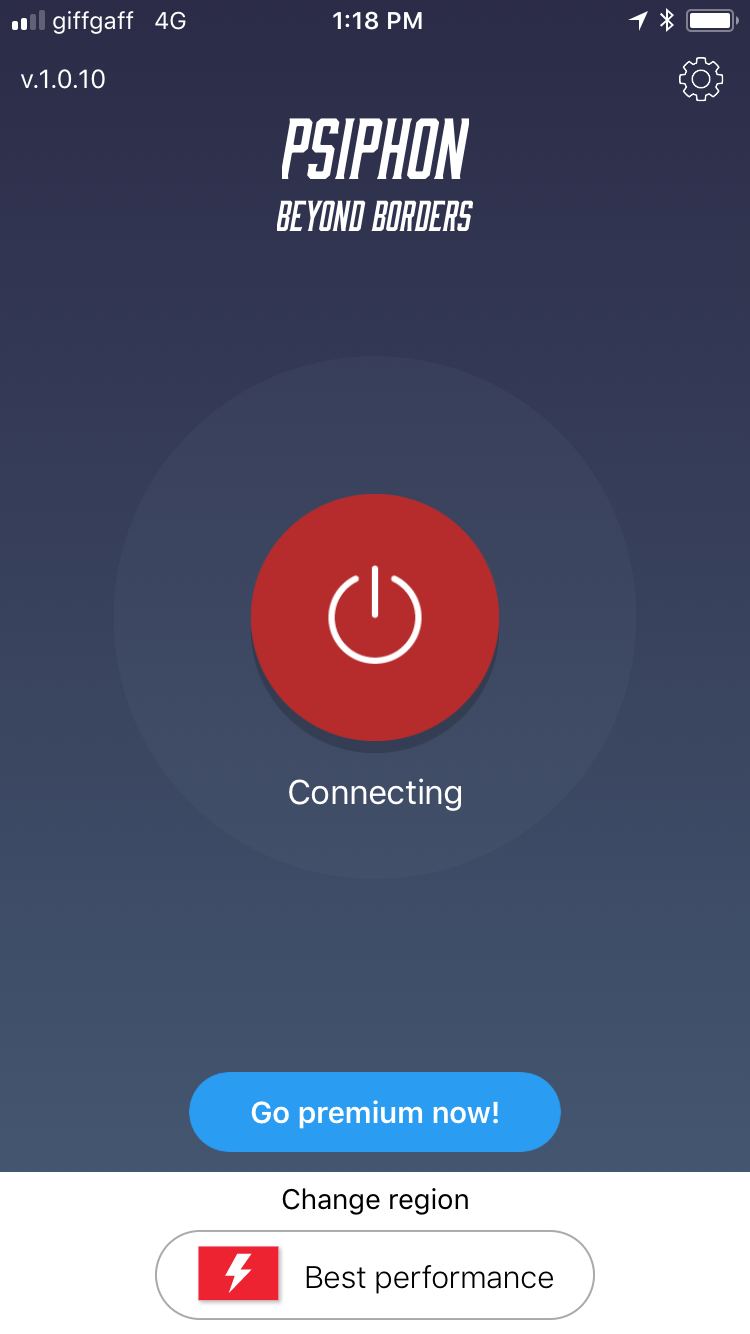 giffgaff 4G 1:18 PM
v.1.0.10
PSIPHON
BEYOND BORDERS
Connecting
Go premium now!
Change region
Best performance